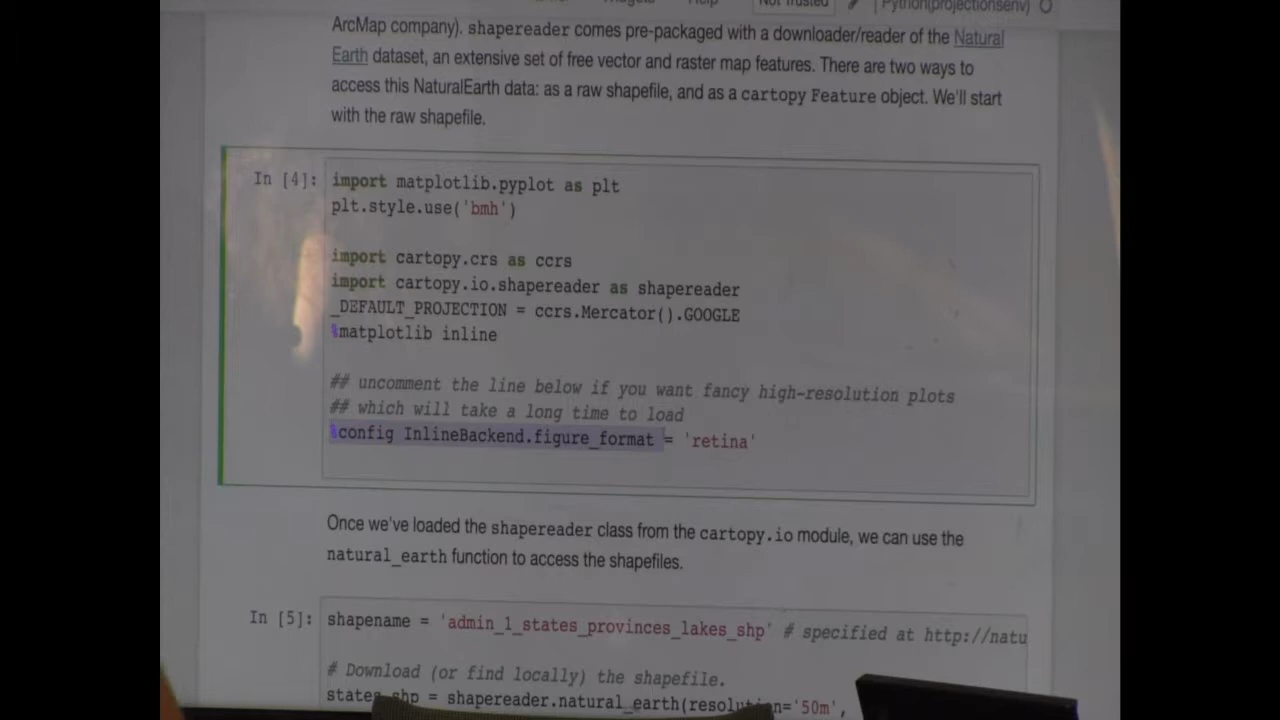 Help
Not Trusted
Python(projectionsenv)
ArcMap company). shapereader comes pre-packaged with a downloader/reader of the Natural
Earth dataset, an extensive set of free vector and raster map features. There are two ways to
access this NaturalEarth data: as a raw shapefile, and as a cartopy Feature object. We'll start
with the raw shapefile.
In [4]: import matplotlib.pyplot as plt
plt.style.use('bmh')
import cartopy.crs as ccrs
import cartopy.io.shapereader as shapereader
_DEFAULT_PROJECTION = ccrs.Mercator().GOOGLE
%matplotlib inline
## uncomment the line below if you want fancy high-resolution plots
## which will take a long time to load
%config InlineBackend.figure_format = 'retina'
Once we've loaded the shapereader class from the cartopy.io module, we can use the
natural_earth function to access the shapefiles.
In [5]: shapename = 'admin_1_states_provinces_lakes_shp' # specified at http://natu
# Download (or find locally) the shapefile.
states_shp = shapereader.natural_earth(resolution='50m',